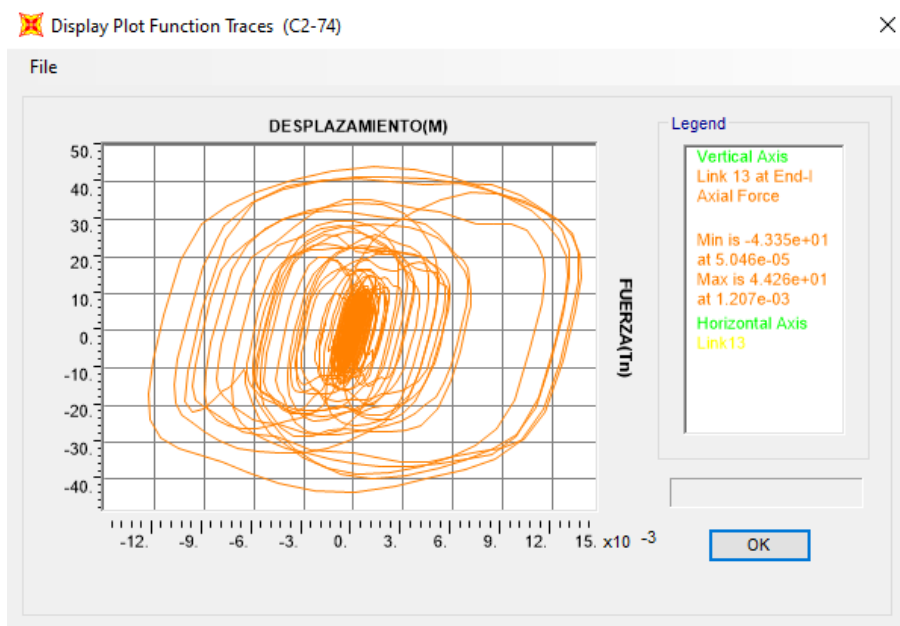 Display Plot Function Traces (C2-74)
File
DESPLAZAMIENTO(M)
50.
40.
30.
20.
10.
0.
-10.
-20.
-30.
-40.
-12. -9. -6. -3. 0. 3. 6. 9. 12. 15. x10 -3
FUERZA(Tn)
Legend
Vertical Axis
Link 13 at End-I
Axial Force
Min is -4.335e+01
at 5.046e-05
Max is 4.426e+01
at 1.207e-03
Horizontal Axis
Link13
OK